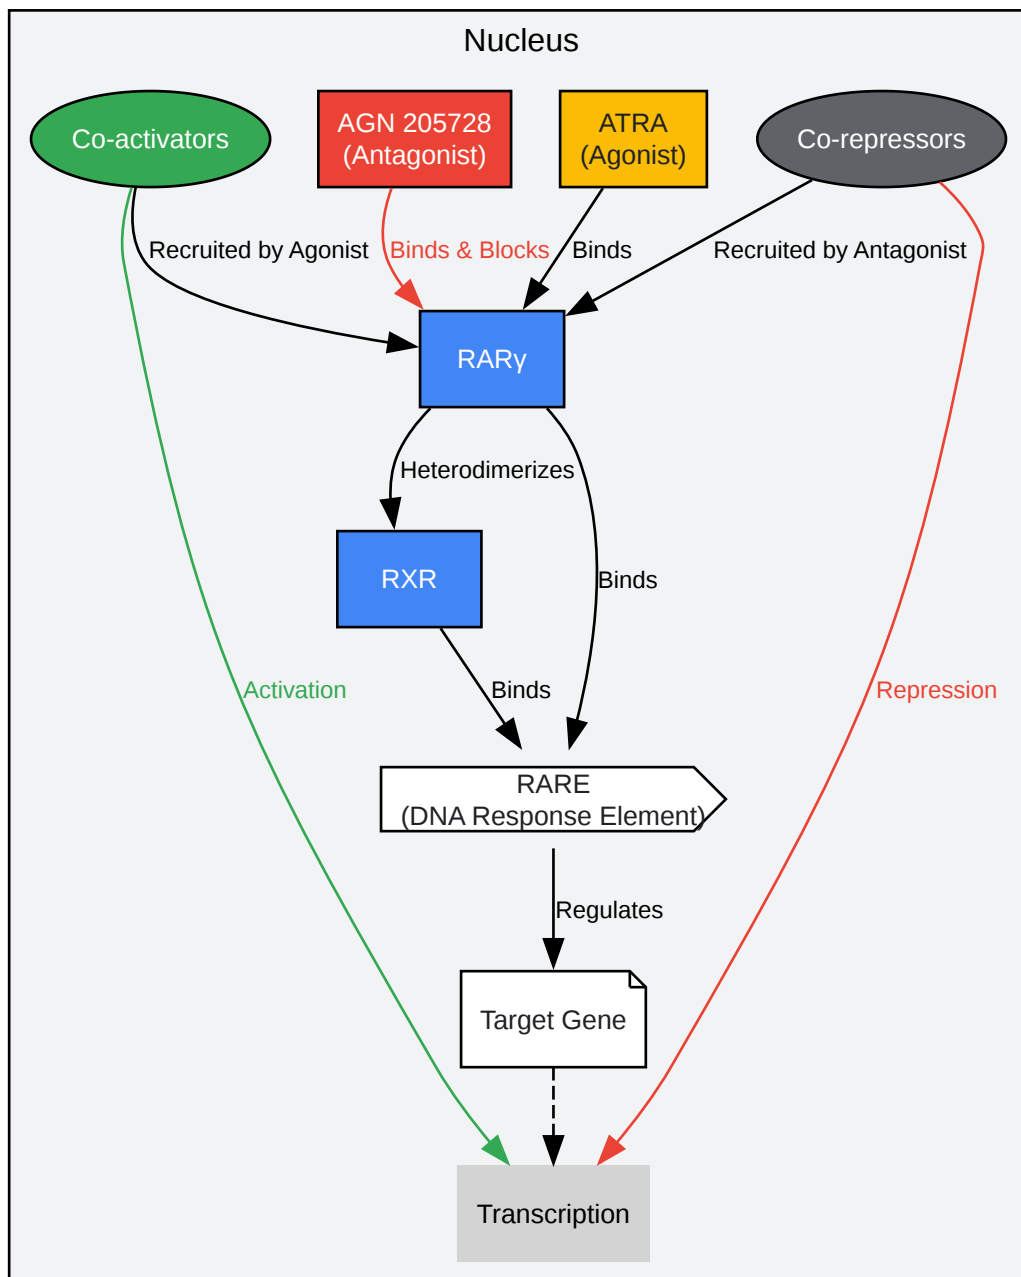 Nucleus
Co-activators
AGN 205728
(Antagonist)
ATRA
(Agonist)
Co-repressors
Recruited by Agonist
Binds & Blocks
Binds
Recruited by Antagonist
RARγ
Heterodimerizes
RXR
Binds
Activation
Binds
Repression
RARE
(DNA Response Element)
Regulates
Target Gene
Transcription